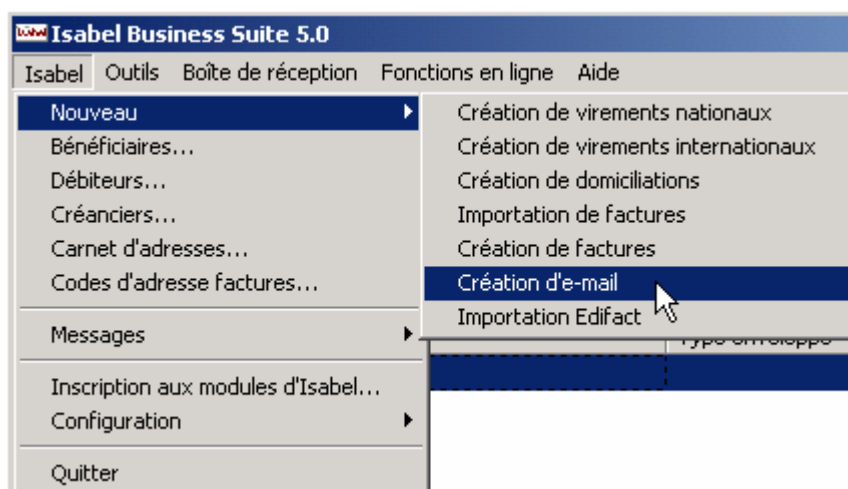 Isabel Business Suite 5.0
Isabel Outils Boîte de réception Fonctions en ligne Aide
Nouveau
Bénéficiaires...
Débiteurs...
Créanciers...
Carnet d'adresses...
Codes d'adresse factures...
Messages
Inscription aux modules d'Isabel...
Configuration
Quitter
Création de virements nationaux
Création de virements internationaux
Création de domiciliations
Importation de factures
Création de factures
Création d'e-mail
Importation Edifact
Type enveloppe